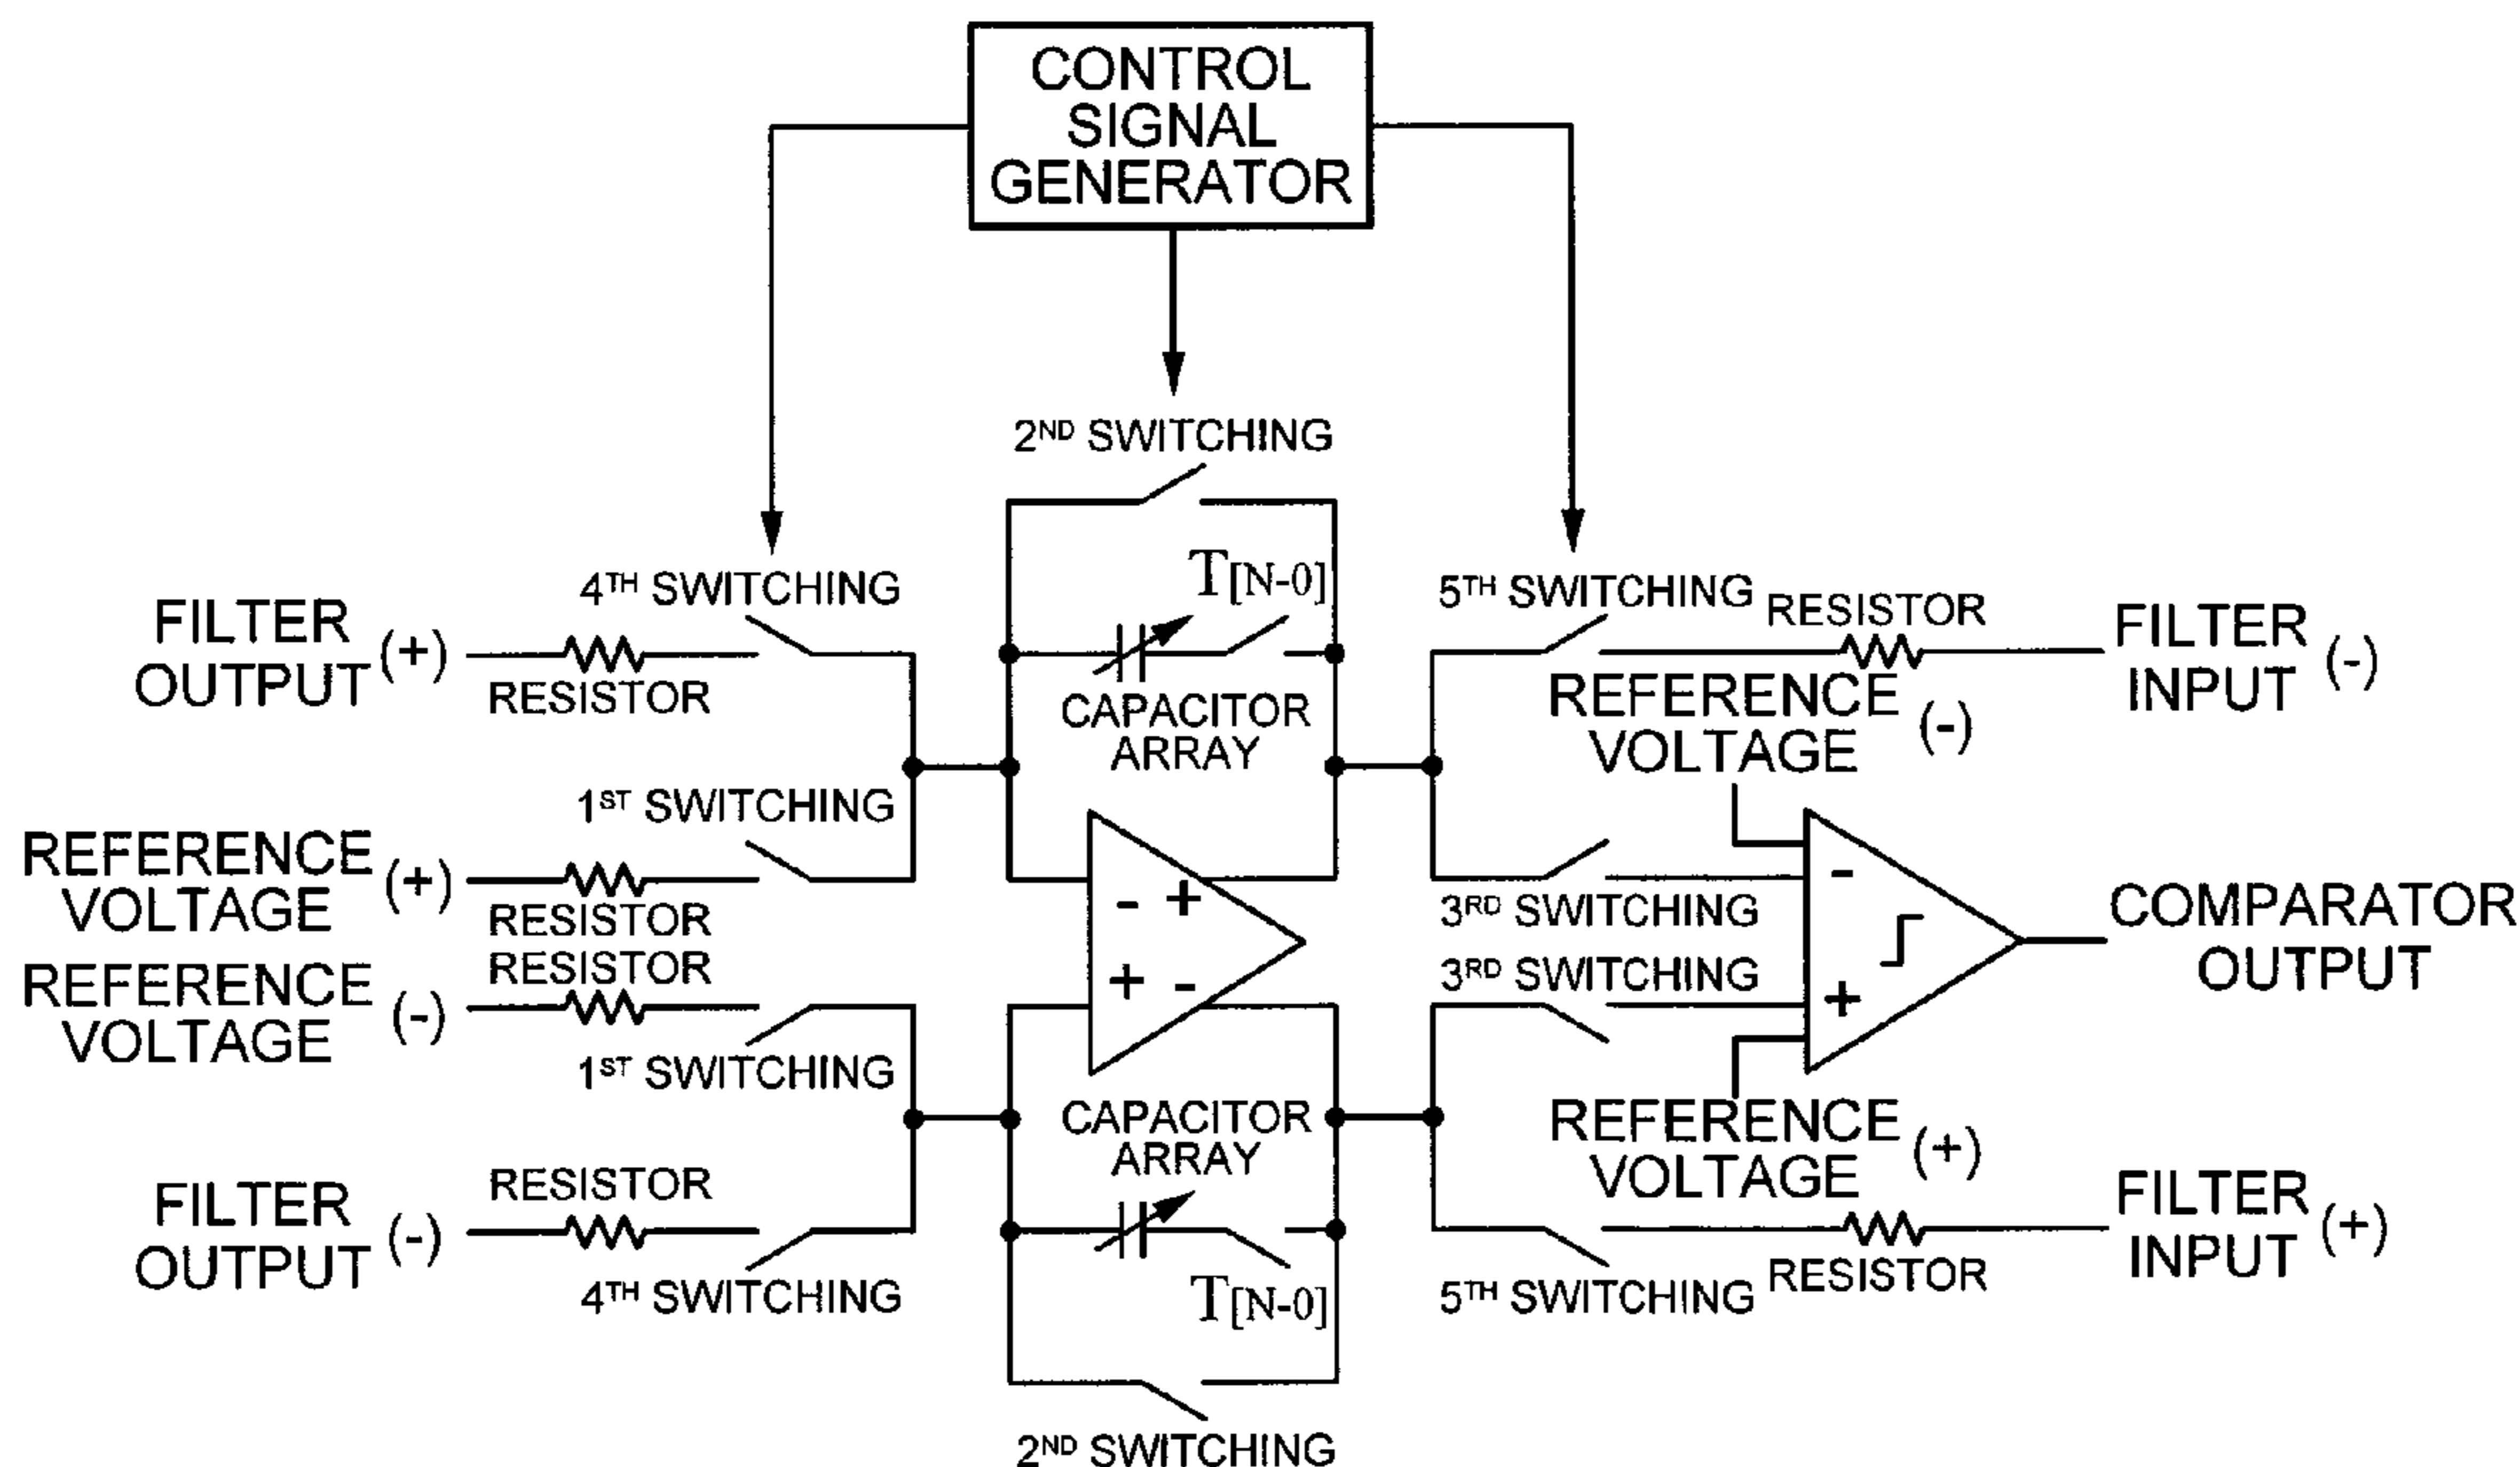 CONTROL
SIGNAL
GENERATOR
2ND SWITCHING
T[N-0]
4TH SWITCHING
5TH SWITCHING
RESISTOR
FILTER
OUTPUT (+)
RESISTOR
CAPACITOR
ARRAY
FILTER
INPUT (-)
REFERENCE
VOLTAGE (-)
1ST SWITCHING
REFERENCE
VOLTAGE (+)
RESISTOR
- +
+ -
-
+
3RD SWITCHING
3RD SWITCHING
COMPARATOR
OUTPUT
RESISTOR
REFERENCE
VOLTAGE (-)
1ST SWITCHING
CAPACITOR
ARRAY
REFERENCE
VOLTAGE (+)
RESISTOR
FILTER
OUTPUT (-)
4TH SWITCHING
T[N-0]
5TH SWITCHING
RESISTOR
FILTER
INPUT (+)
2ND SWITCHING